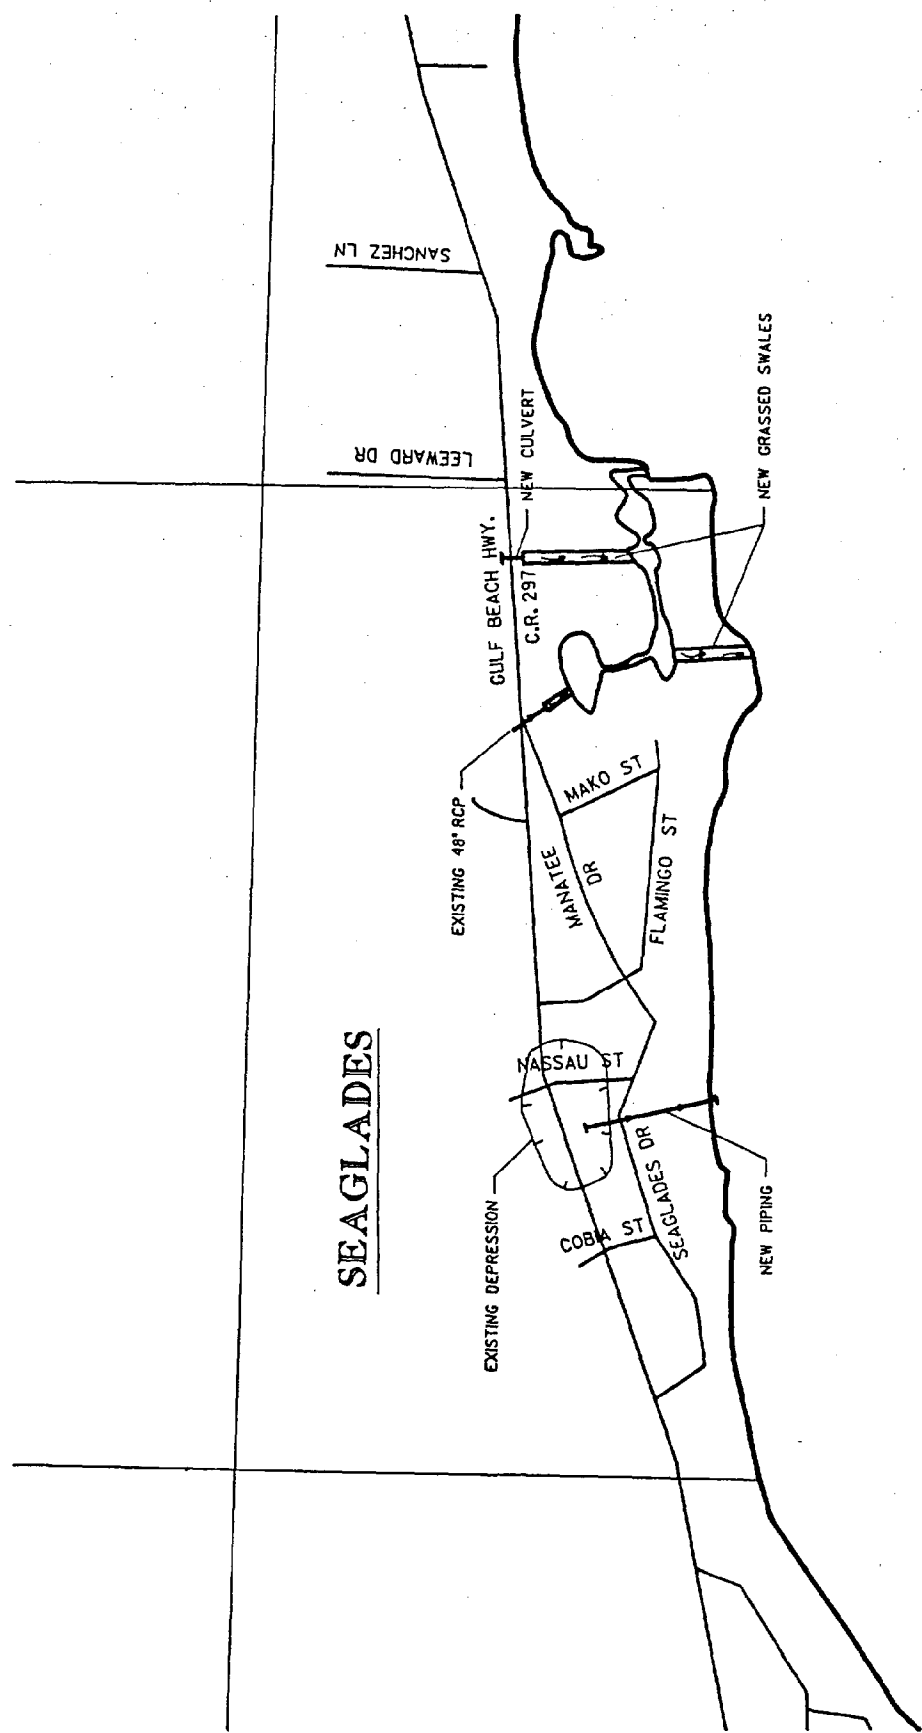 SEAGLADES
SANCHEZ LN
LEEWARD DR
NEW CULVERT
NEW GRASSED SWALES
GULF BEACH HWY.
C.R. 297
EXISTING 48" RCP
MAKO ST
MANATEE
DR
FLAMINGO ST
NASSAU ST
EXISTING DEPRESSION
COBIA ST
SEAGLADES DR
NEW PIPING